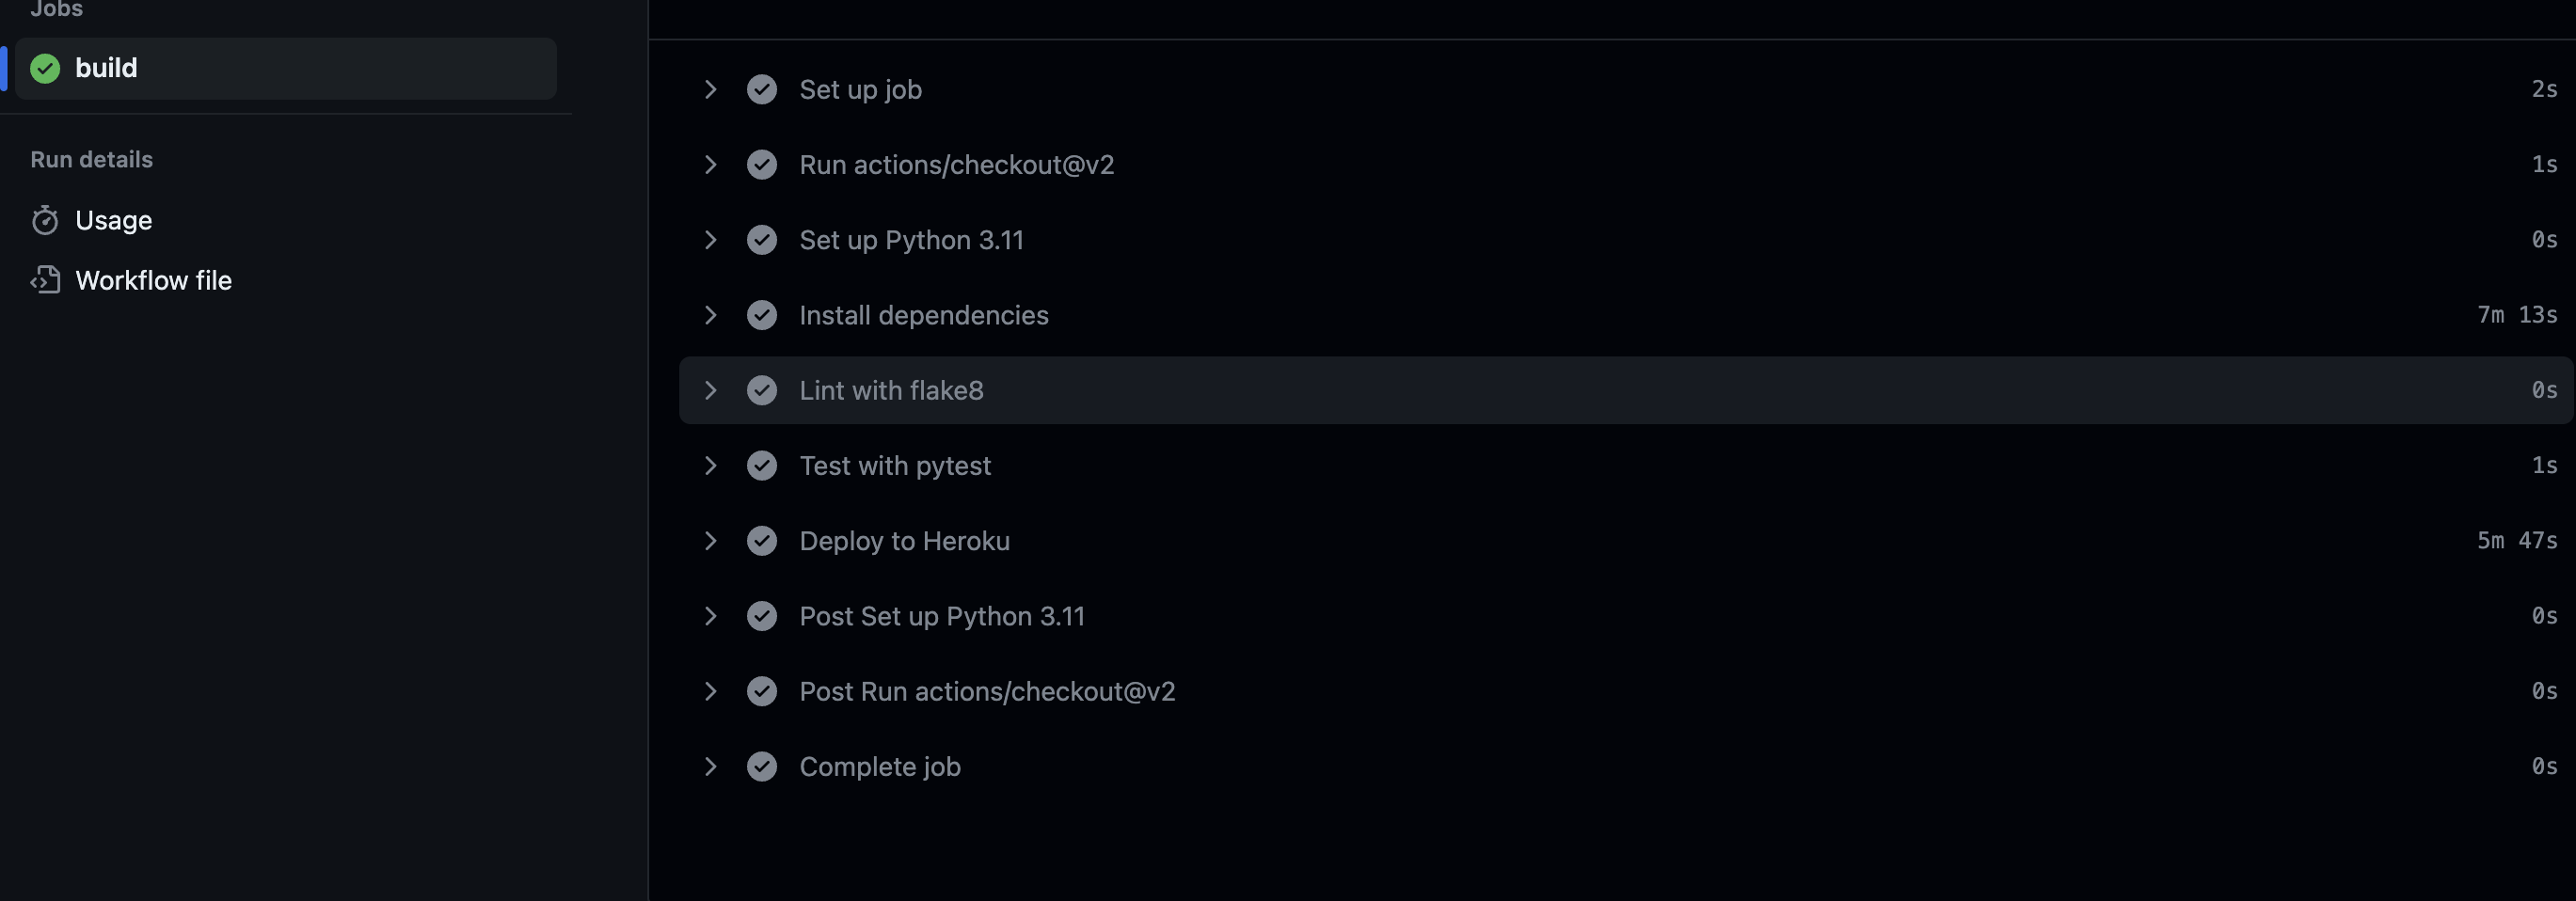 Jobs
build
Run details
Usage
Workflow file
Set up job 2s
Run actions/checkout@v2 1s
Set up Python 3.11 0s
Install dependencies 7m 13s
Lint with flake8 0s
Test with pytest 1s
Deploy to Heroku 5m 47s
Post Set up Python 3.11 0s
Post Run actions/checkout@v2 0s
Complete job 0s